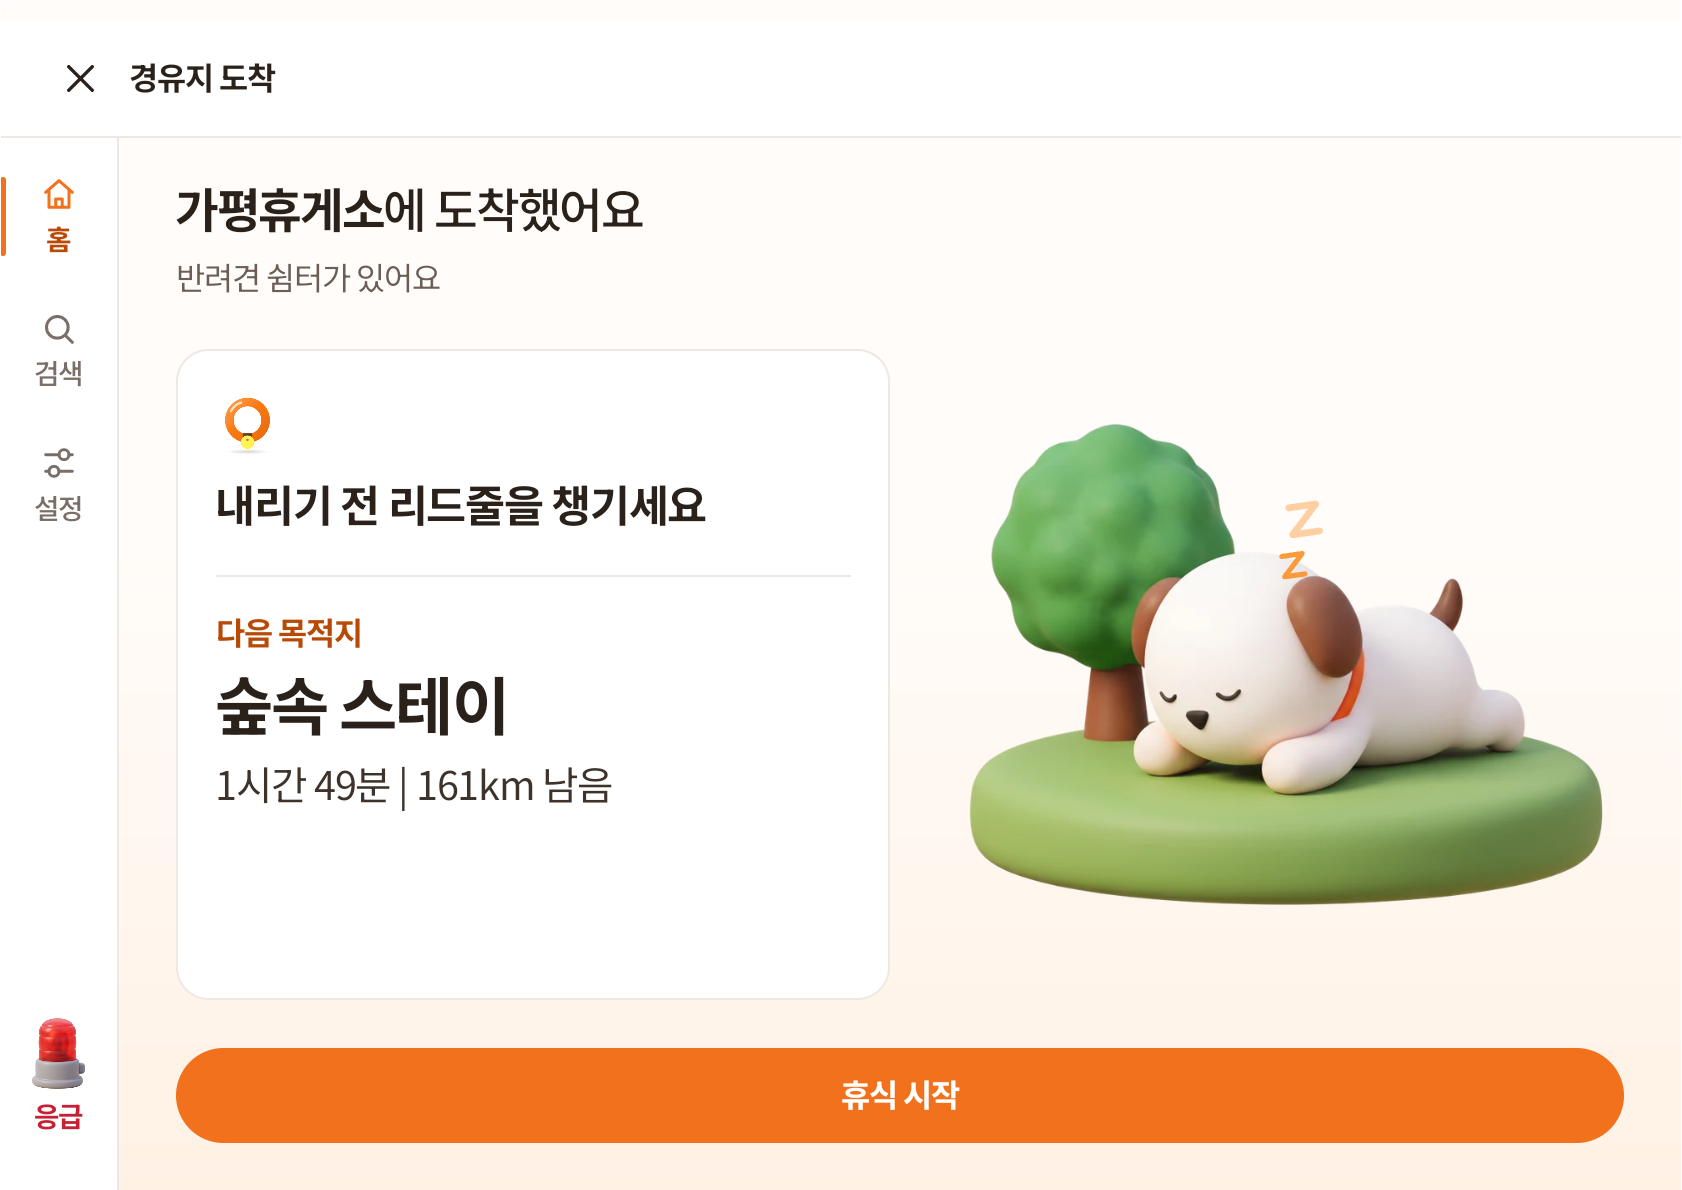 경유지 도착
홈
검색
설정
응급
가평휴게소에 도착했어요
반려견 쉼터가 있어요
내리기 전 리드줄을 챙기세요
다음 목적지
숲속 스테이
1시간 49분 | 161km 남음
z
z
휴식 시작